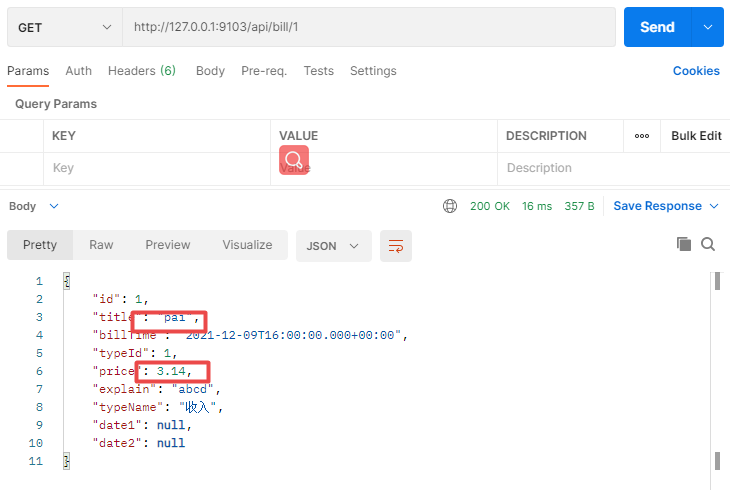 GET http://127.0.0.1:9103/api/bill/1 Send
Params Auth Headers (6) Body Pre-req. Tests Settings Cookies
Query Params
KEY VALUE DESCRIPTION ooo Bulk Edit
Key Value Description
Body 200 OK 16 ms 357 B Save Response
Pretty Raw Preview Visualize JSON
1 {
2 "id": 1,
3 "title": "pai",
4 "billTime": "2021-12-09T16:00:00.000+00:00",
5 "typeId": 1,
6 "price": 3.14,
7 "explain": "abcd",
8 "typeName": "收入",
9 "date1": null,
10 "date2": null
11 }